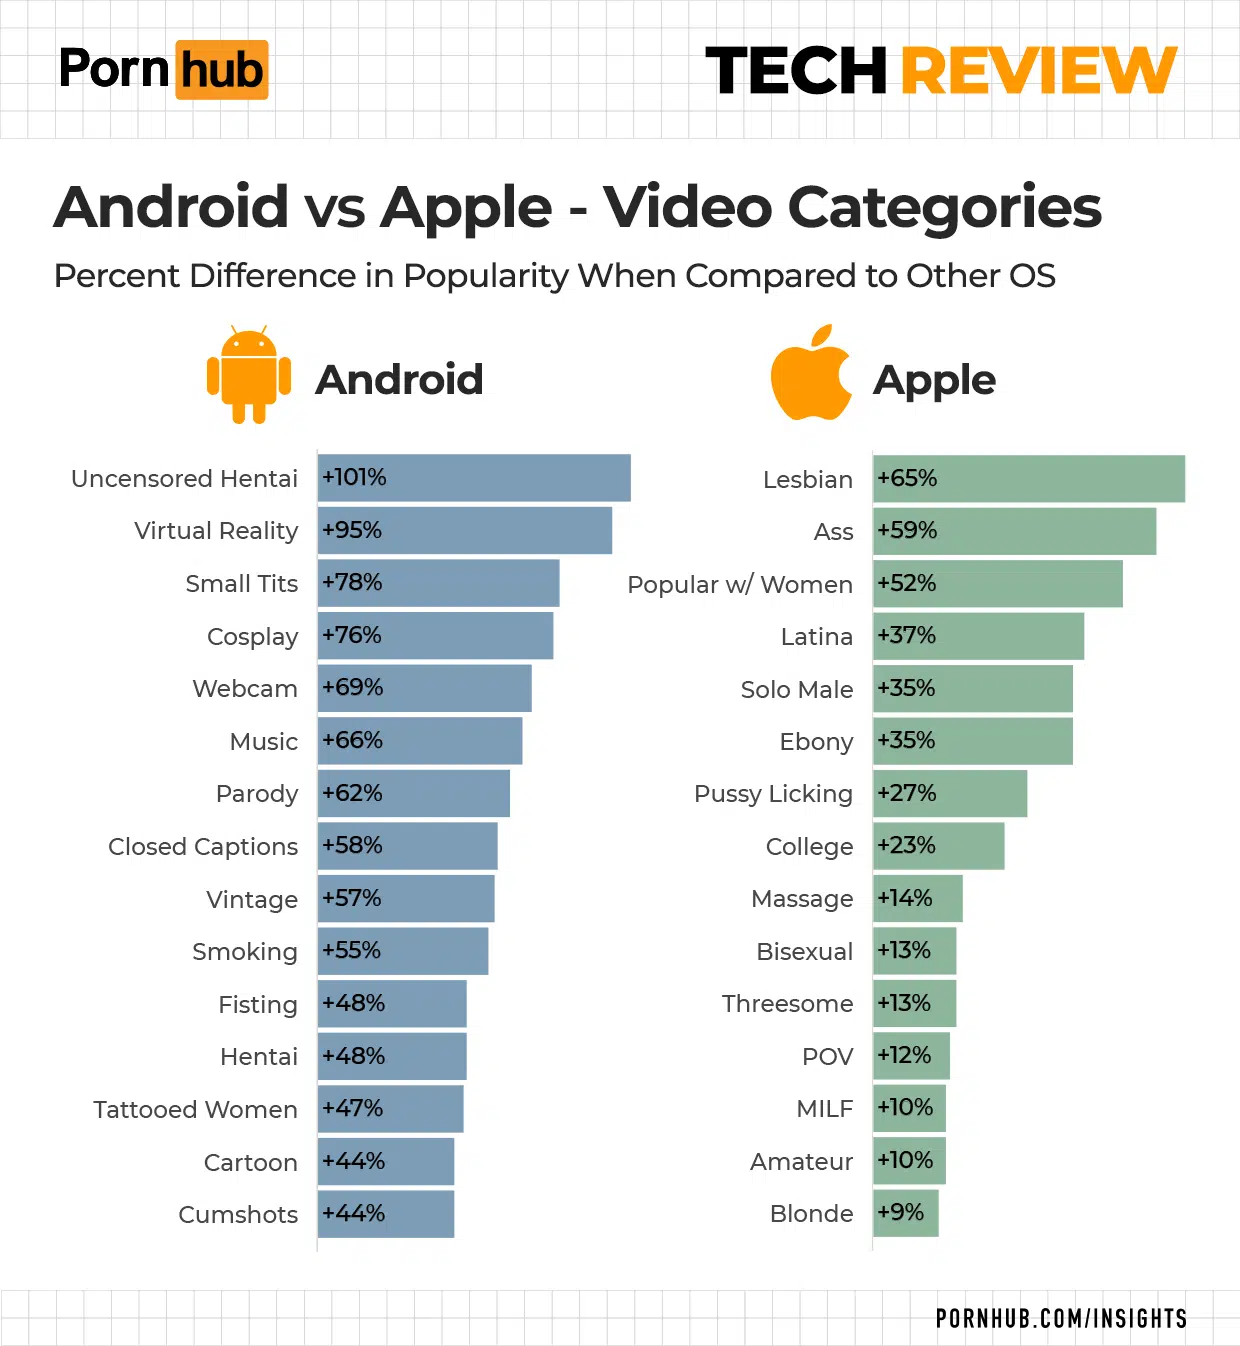 Pornhub
TECH REVIEW
Android vs Apple - Video Categories
Percent Difference in Popularity When Compared to Other OS
Android
Uncensored Hentai +101%
Virtual Reality +95%
Small Tits +78%
Cosplay +76%
Webcam +69%
Music +66%
Parody +62%
Closed Captions +58%
Vintage +57%
Smoking +55%
Fisting +48%
Hentai +48%
Tattooed Women +47%
Cartoon +44%
Cumshots +44%
Apple
Lesbian +65%
Ass +59%
Popular w/ Women +52%
Latina +37%
Solo Male +35%
Ebony +35%
Pussy Licking +27%
College +23%
Massage +14%
Bisexual +13%
Threesome +13%
POV +12%
MILF +10%
Amateur +10%
Blonde +9%
PORNHUB.COM/INSIGHTS